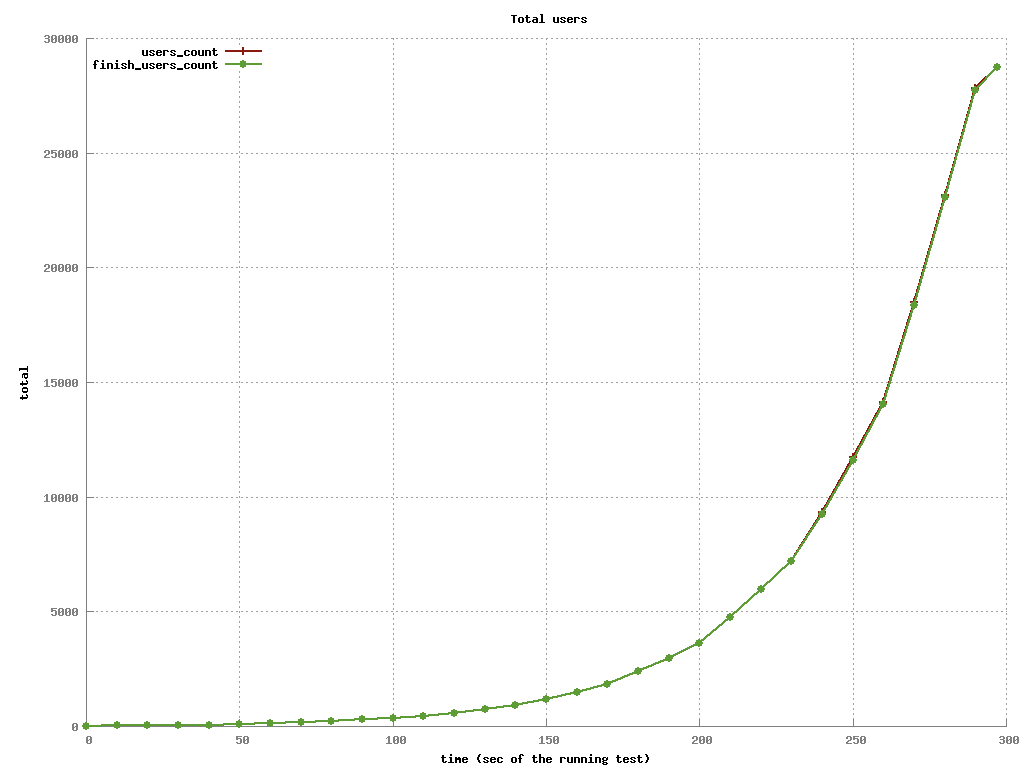 Total users
30000
users_count
finish_users_count
25000
20000
15000
total
10000
5000
0
0 50 100 150 200 250 300
time (sec of the running test)